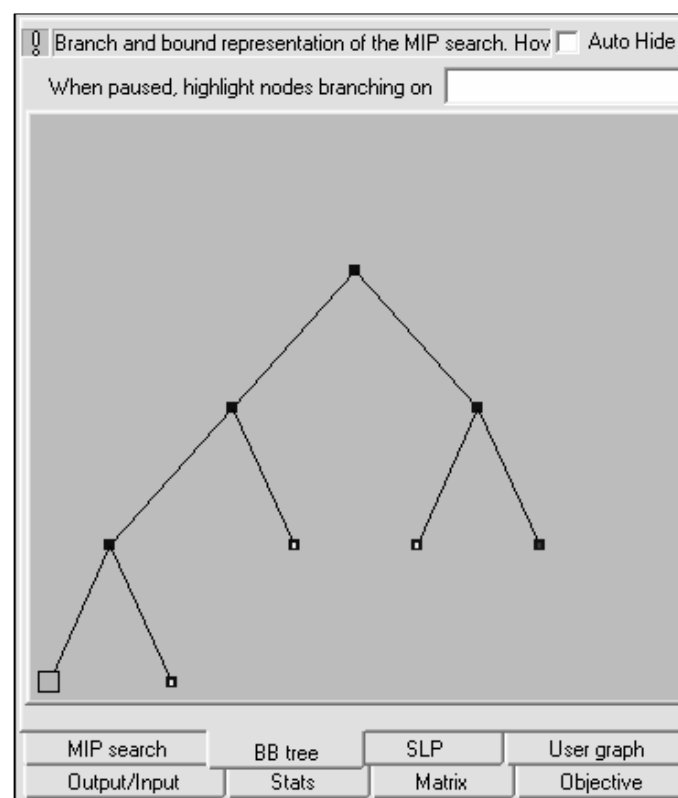 Branch and bound representation of the MIP search. Hov Auto Hide
When paused, highlight nodes branching on
MIP search BB tree SLP User graph
Output/Input Stats Matrix Objective